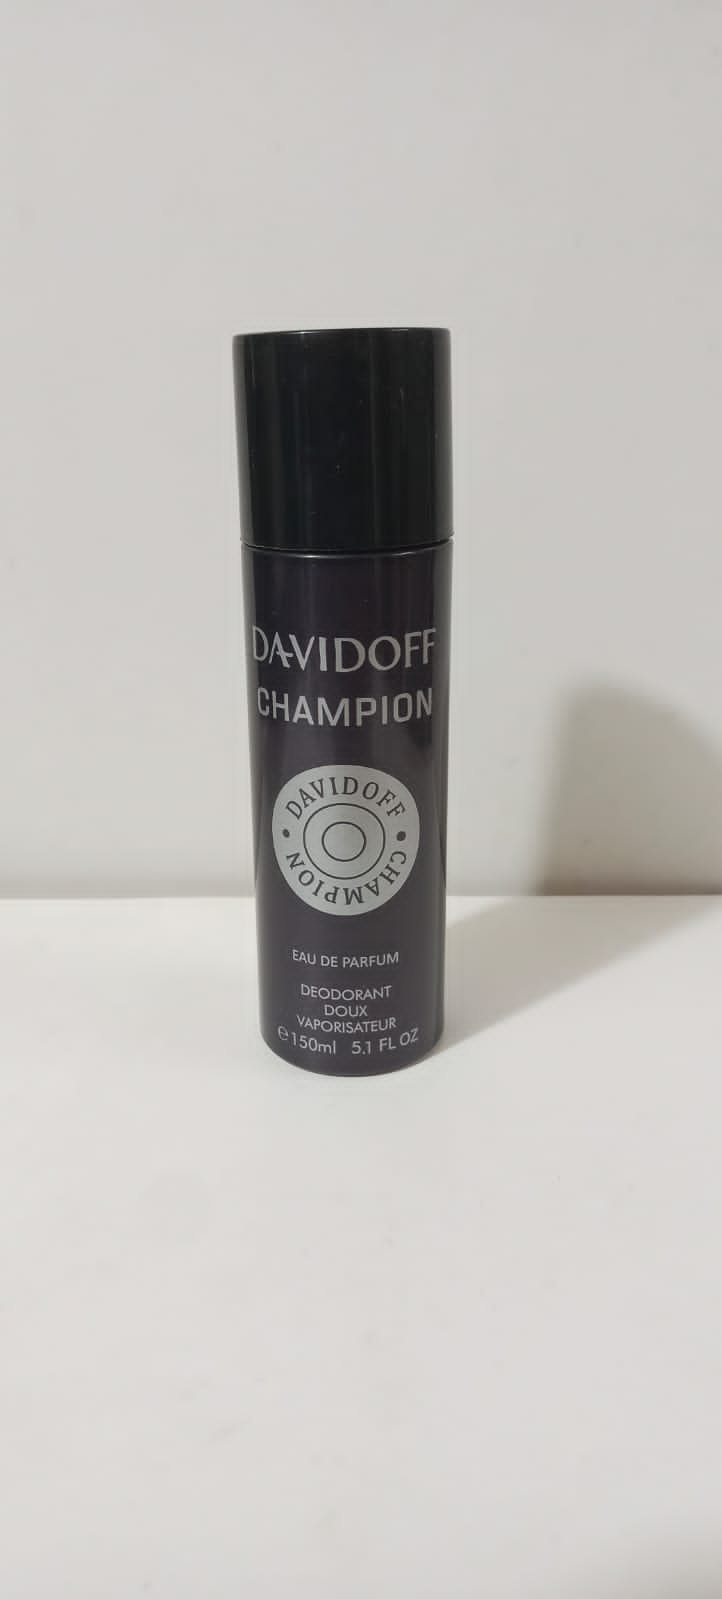 DAVIDOFF
CHAMPION
DAVIDOFF
CHAMPION
EAU DE PARFUM
DEODORANT
DOUX
VAPORISATEUR
℮150ml 5.1 FL OZ